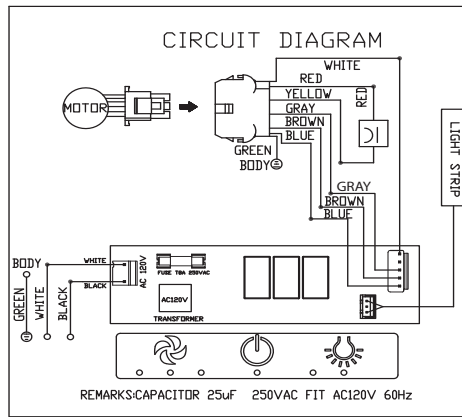 CIRCUIT DIAGRAM
WHITE
RED
YELLOW
GRAY
BROWN
BLUE
GREEN
BODY
MOTOR
RED
LIGHT STRIP
GRAY
BROWN
BLUE
BODY
WHITE
BLACK
AC 120V
FUSE T8A 250VAC
AC120V
TRANSFORMER
GREEN
WHITE
BLACK
REMARKS:CAPACITOR 25uF 250VAC FIT AC120V 60Hz